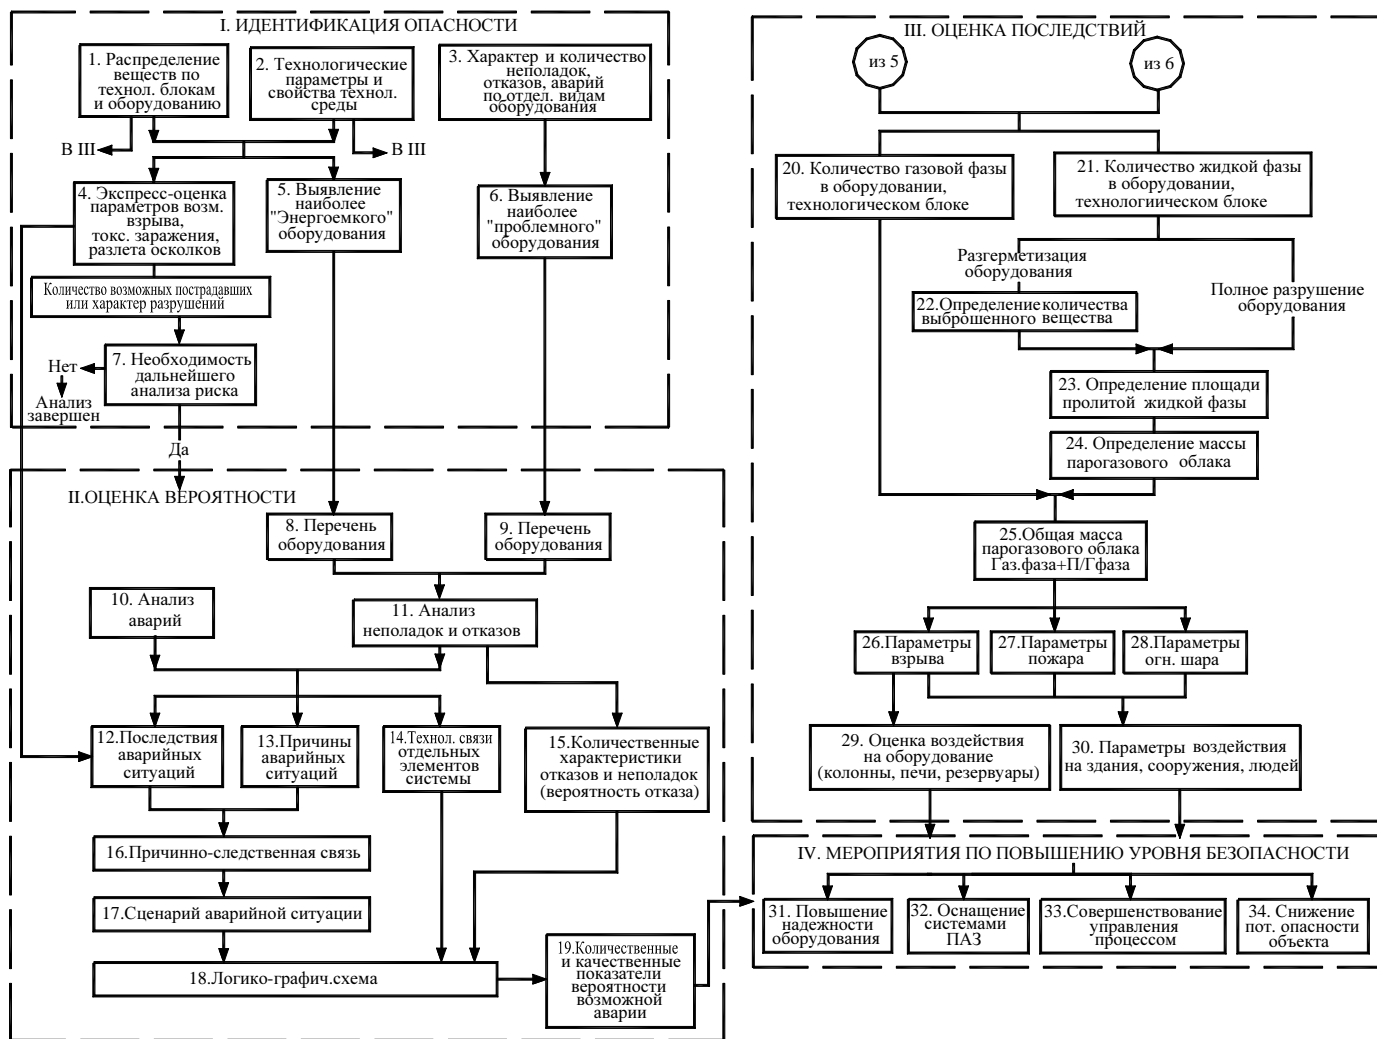 I. ИДЕНТИФИКАЦИЯ ОПАСНОСТИ
1. Распределение
веществ по
технол. блокам
и оборудованию
2. Технологические
параметры и
свойства технол.
среды
3. Характер и количество
неполадок,
отказов, аварий
по отдел. видам
оборудования
В III
В III
4. Экспресс-оценка
параметров возм.
взрыва,
токс. заражения,
разлета осколков
5. Выявление
наиболее
"Энергоемкого"
оборудования
6. Выявление
наиболее
"проблемного"
оборудования
Количество возможных пострадавших
или характер разрушений
7. Необходимость
дальнейшего
анализа риска
Нет
Анализ
завершен
Да
II.ОЦЕНКА ВЕРОЯТНОСТИ
8. Перечень
оборудования
9. Перечень
оборудования
10. Анализ
аварий
11. Анализ
неполадок и отказов
12.Последствия
аварийных
ситуаций
13.Причины
аварийных
ситуаций
14.Технол. связи
отдельных
элементов
системы
15.Количественные
характеристики
отказов и неполадок
(вероятность отказа)
16.Причинно-следственная связь
17.Сценарий аварийной ситуации
18.Логико-графич.схема
19.Количественные
и качественные
показатели
вероятности
возможной
аварии
III. ОЦЕНКА ПОСЛЕДСТВИЙ
из 5
из 6
20. Количество газовой фазы
в оборудовании,
технологическом блоке
21. Количество жидкой фазы
в оборудовании,
технологиическом блоке
Разгерметизация
оборудования
Полное разрушение
оборудования
22.Определение количества
выброшенного вещества
23. Определение площади
пролитой жидкой фазы
24. Определение массы
парогазового облака
25.Общая масса
парогазового облака
Газ.фаза+П/Гфаза
26.Параметры
взрыва
27.Параметры
пожара
28.Параметры
огн. шара
29. Оценка воздействия
на оборудование
(колонны, печи, резервуары)
30. Параметры воздействия
на здания, сооружения, людей
IV. МЕРОПРИЯТИЯ ПО ПОВЫШЕНИЮ УРОВНЯ БЕЗОПАСНОСТИ
31. Повышение
надежности
оборудования
32. Оснащение
системами
ПАЗ
33.Совершенствование
управления
процессом
34. Снижение
пот. опасности
объекта